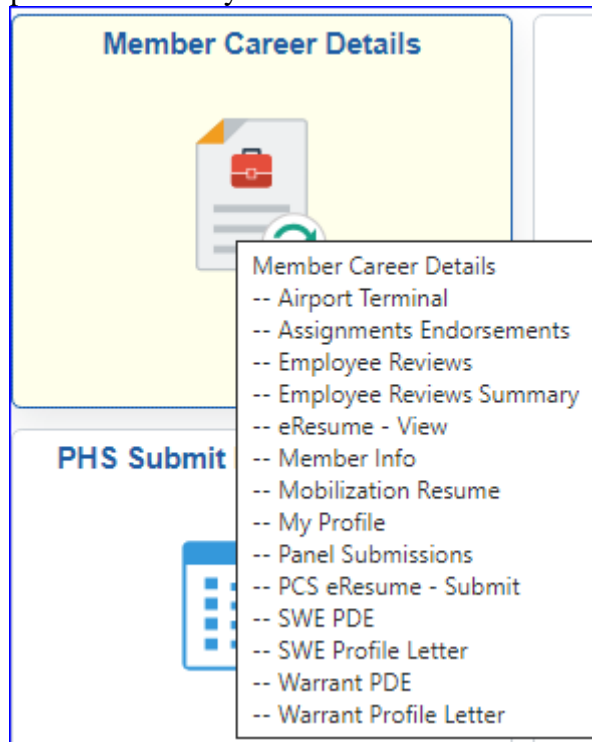 Member Career Details
Member Career Details
-- Airport Terminal
-- Assignments Endorsements
-- Employee Reviews
-- Employee Reviews Summary
-- eResume - View
PHS Submit
-- Member Info
-- Mobilization Resume
-- My Profile
-- Panel Submissions
-- PCS eResume - Submit
-- SWE PDE
-- SWE Profile Letter
-- Warrant PDE
-- Warrant Profile Letter